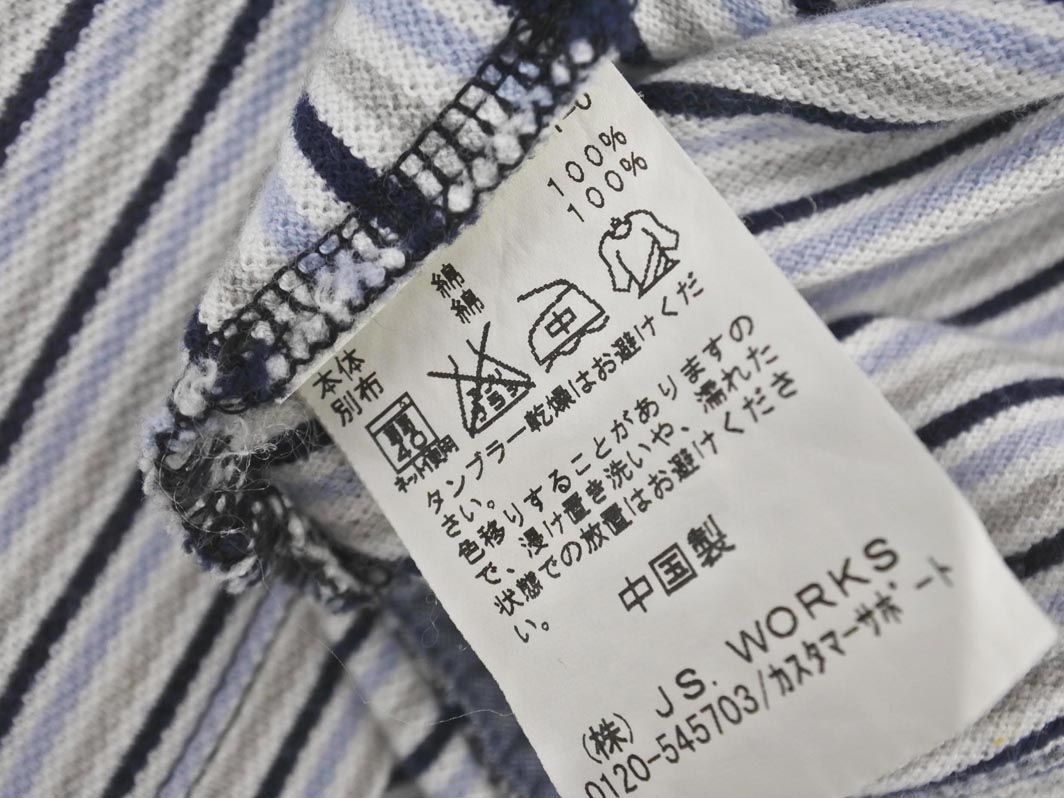 本体 綿 100%
別布 綿 100%
40
ネット使用
中
タンブラー乾燥はお避けくだ
さい。
色移りすることがありますの
で、浸け置き洗いや、濡れた
状態での放置はお避けくださ
い。
中国製
(株) JS. WORKS
0120-545703/カスタマーサポート